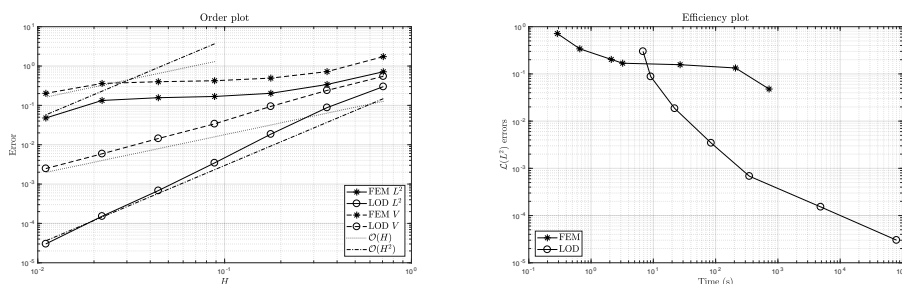 Order plot
Error
10^1
10^0
10^-1
10^-2
10^-3
10^-4
10^-5
10^-2
10^-1
10^0
H
FEM L^2
LOD L^2
FEM V
LOD V
O(H)
O(H^2)
Efficiency plot
L(L^2) errors
10^0
10^-1
10^-2
10^-3
10^-4
10^-5
10^-1
10^0
10^1
10^2
10^3
10^4
10^5
Time (s)
FEM
LOD